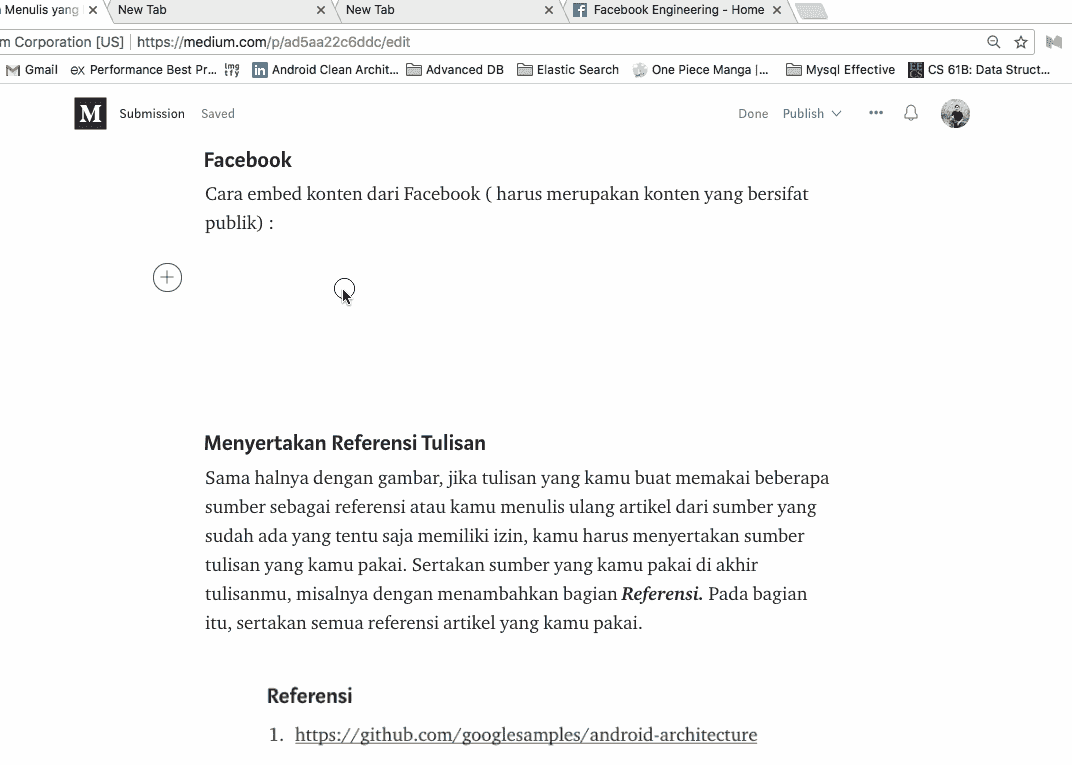 Menulis yang
New Tab
New Tab
Facebook Engineering - Home
m Corporation [US] | https://medium.com/p/ad5aa22c6ddc/edit
Gmail Performance Best Pr... img tfy in Android Clean Archit... Advanced DB Elastic Search One Piece Manga |... Mysql Effective CS 61B: Data Struct...
M Submission Saved Done Publish
Facebook
Cara embed konten dari Facebook ( harus merupakan konten yang bersifat
publik) :
Menyertakan Referensi Tulisan
Sama halnya dengan gambar, jika tulisan yang kamu buat memakai beberapa
sumber sebagai referensi atau kamu menulis ulang artikel dari sumber yang
sudah ada yang tentu saja memiliki izin, kamu harus menyertakan sumber
tulisan yang kamu pakai. Sertakan sumber yang kamu pakai di akhir
tulisanmu, misalnya dengan menambahkan bagian Referensi. Pada bagian
itu, sertakan semua referensi artikel yang kamu pakai.
Referensi
1. https://github.com/googlesamples/android-architecture